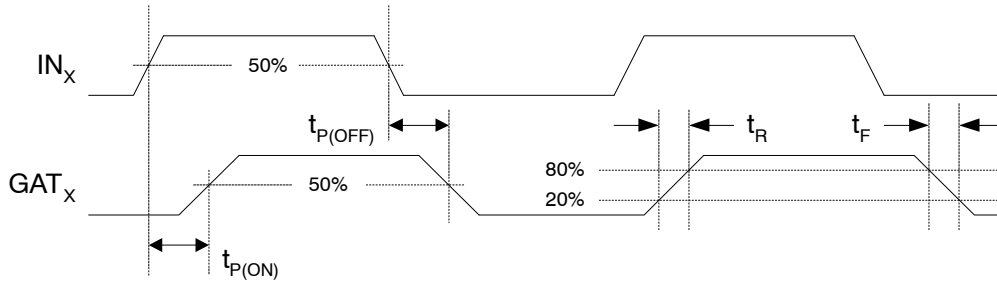 IN_X
50%
t_P(OFF)
t_R
t_F
GAT_X
50%
80%
20%
t_P(ON)